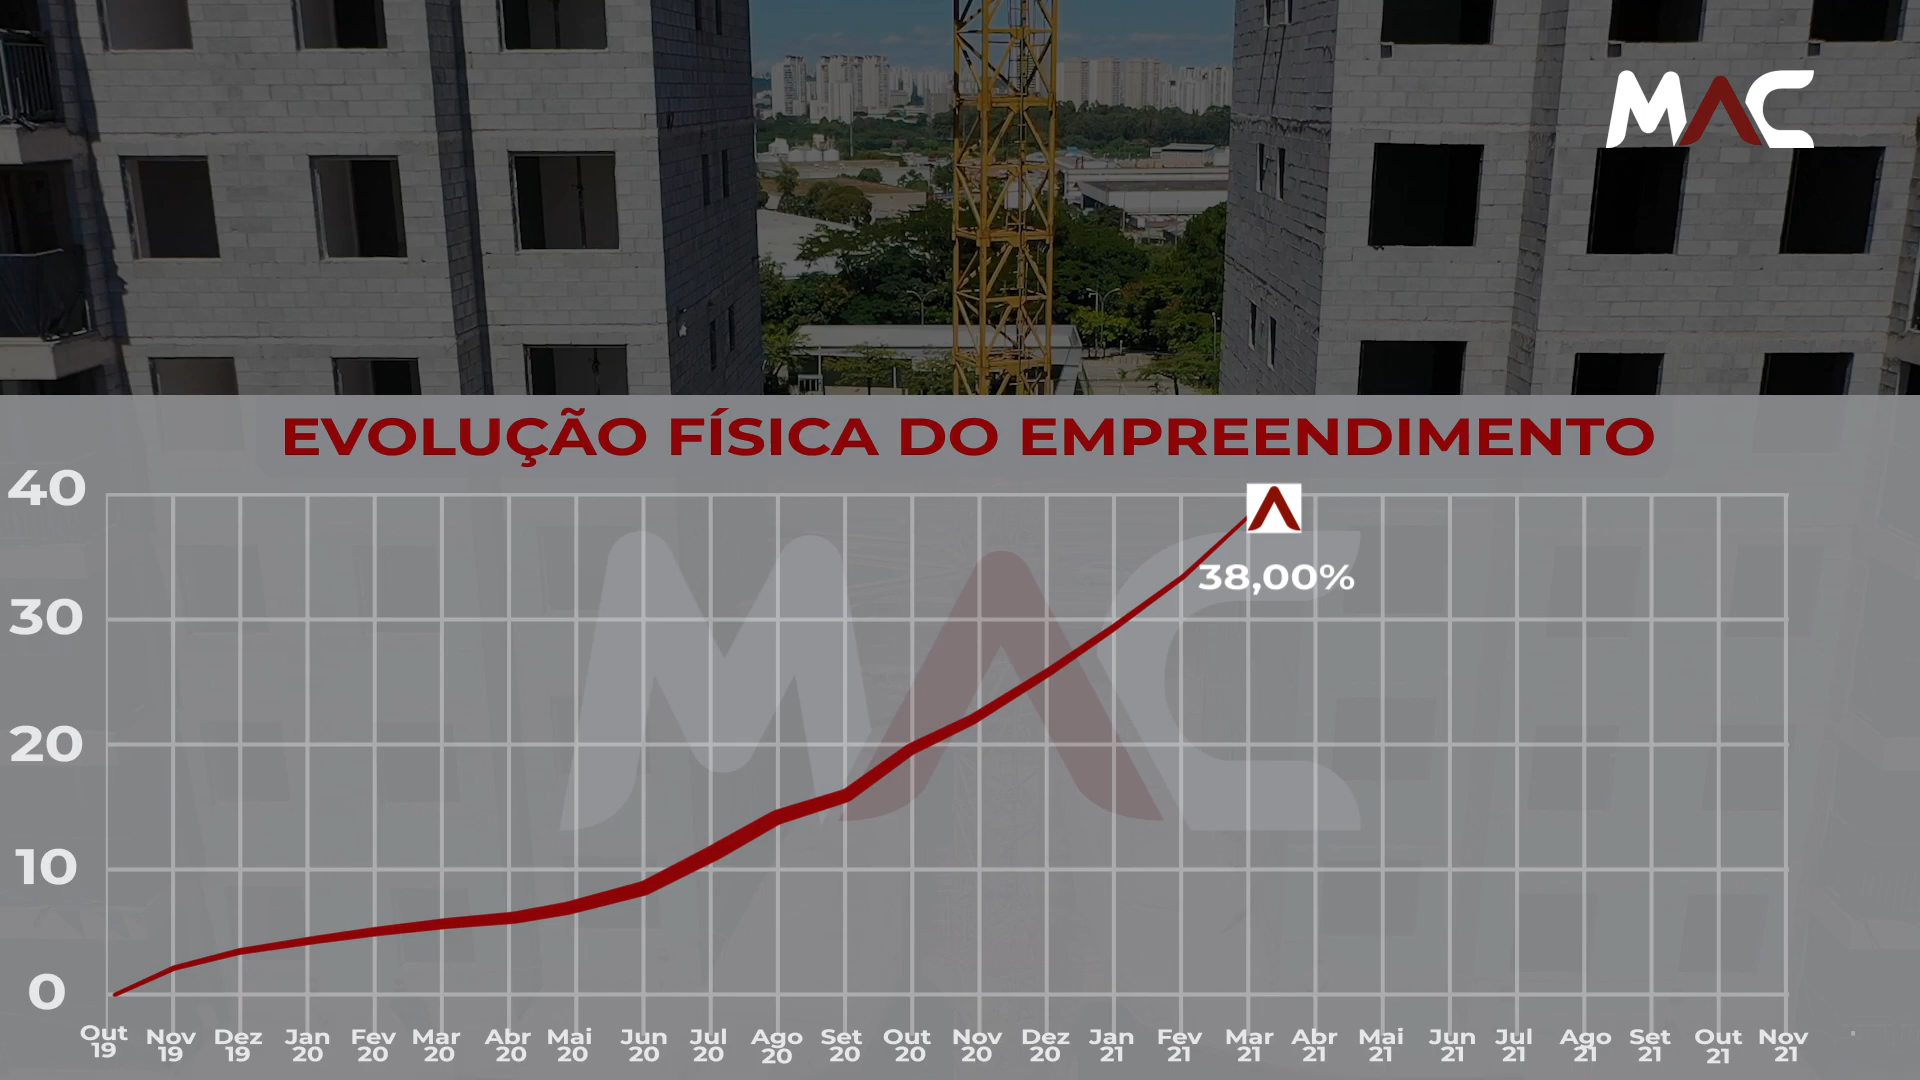 MAC
EVOLUÇÃO FÍSICA DO EMPREENDIMENTO
40
30
20
10
0
38,00%
MAC
Out Nov Dez Jan Fev Mar Abr Mai Jun Jul Ago Set Out Nov Dez Jan Fev Mar Abr Mai Jun Jul Ago Set Out Nov
19 19 19 20 20 20 20 20 20 20 20 20 20 20 20 21 21 21 21 21 21 21 21 21 21 21